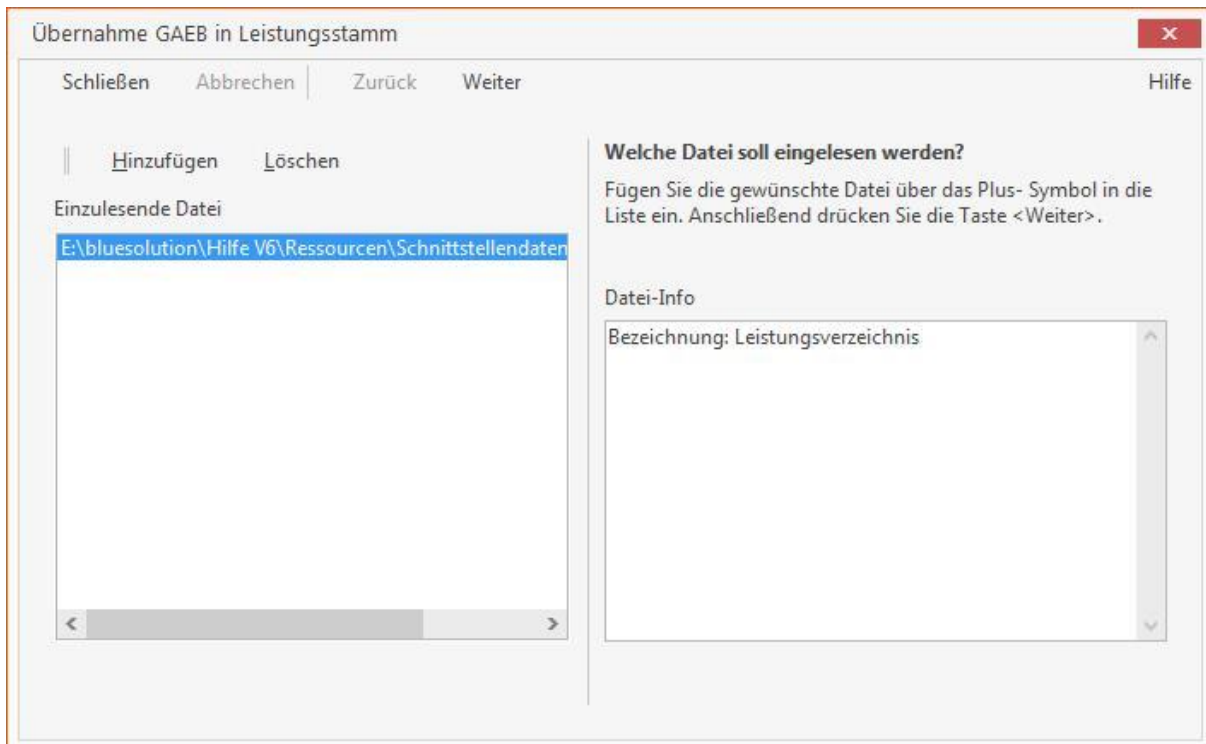 Übernahme GAEB in Leistungsstamm
Schließen Abbrechen Zurück Weiter Hilfe
Hinzufügen Löschen
Einzulesende Datei
E:\bluesolution\Hilfe V6\Ressourcen\Schnittstellendaten
Welche Datei soll eingelesen werden?
Fügen Sie die gewünschte Datei über das Plus- Symbol in die
Liste ein. Anschließend drücken Sie die Taste <Weiter>.
Datei-Info
Bezeichnung: Leistungsverzeichnis